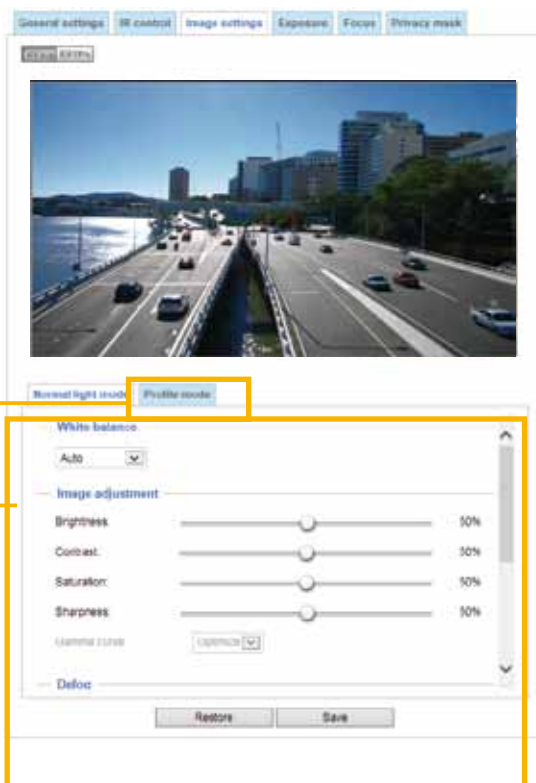 General settings IR control Image settings Exposure Focus Privacy mask
Normal light mode Profile mode
White balance
Auto
Image adjustment
Brightness: 50%
Contrast: 50%
Saturation: 50%
Sharpness: 50%
Gamma curve Optimize
Defog
Restore Save